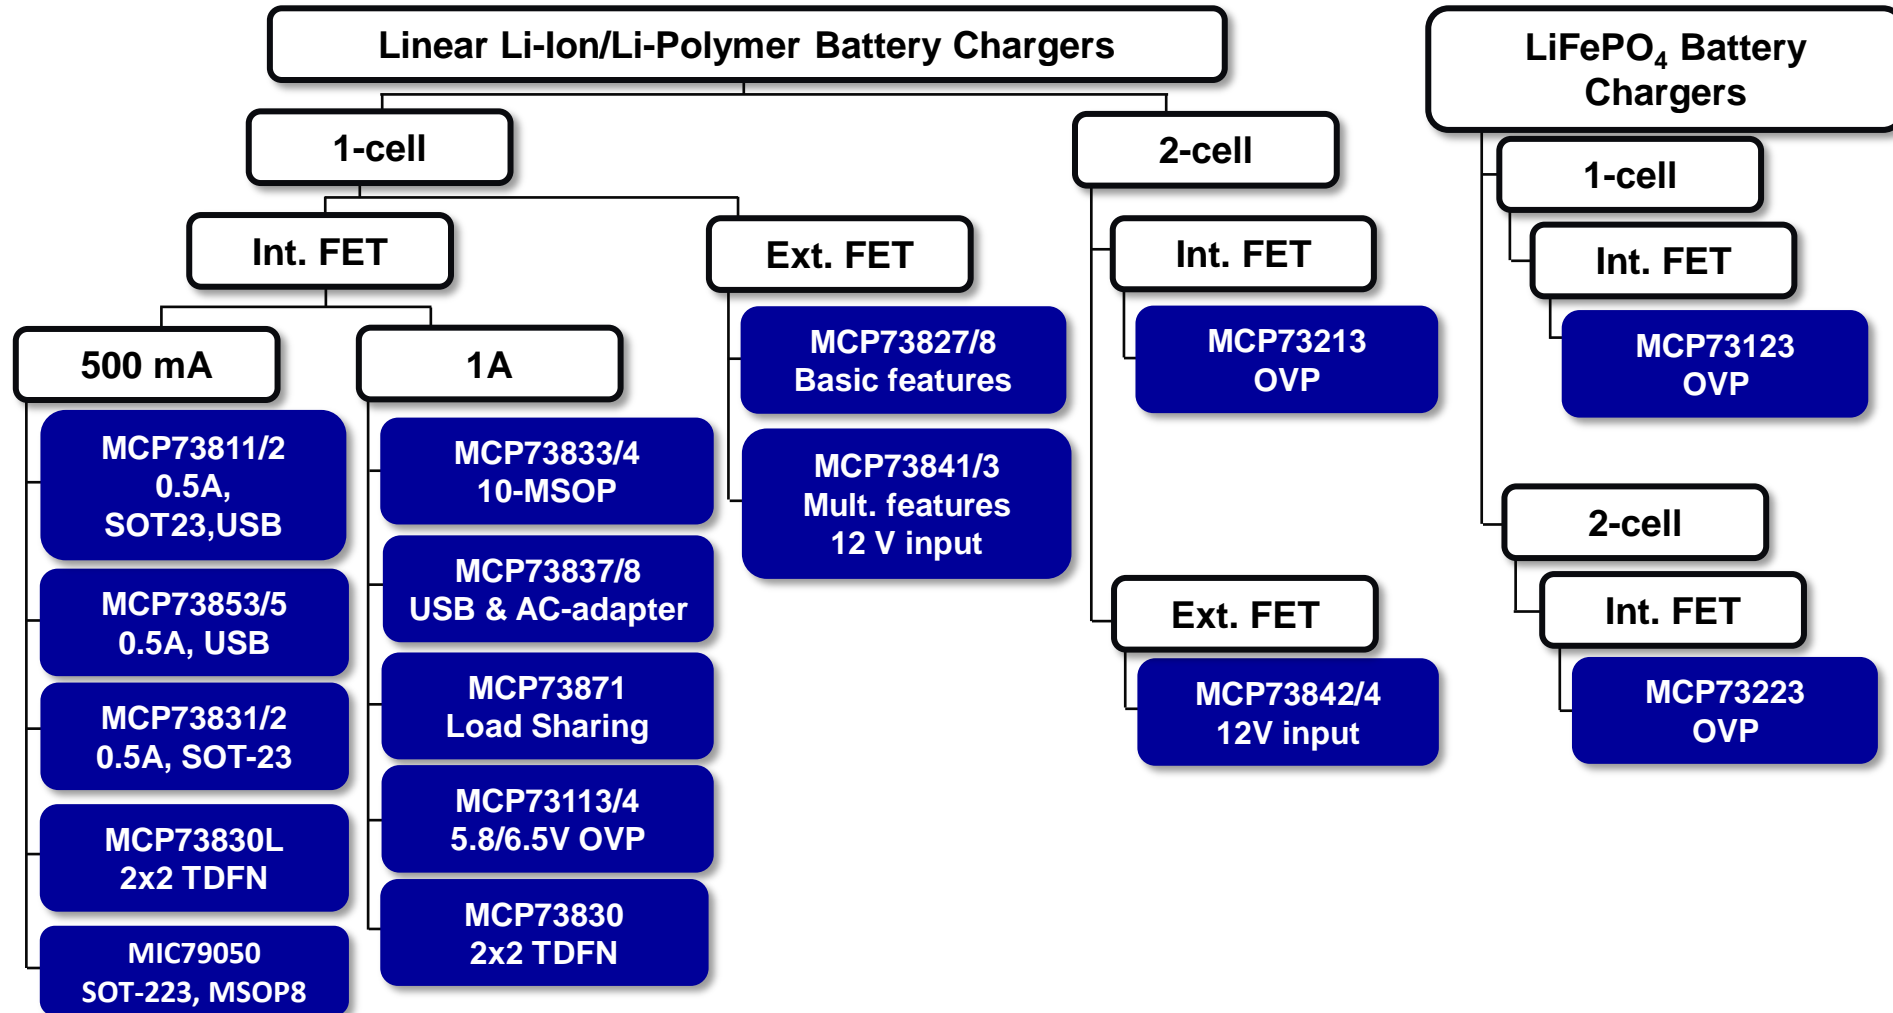 Linear Li-Ion/Li-Polymer Battery Chargers
1-cell
Int. FET
500 mA
MCP73811/2
0.5A,
SOT23,USB
MCP73853/5
0.5A, USB
MCP73831/2
0.5A, SOT-23
MCP73830L
2x2 TDFN
MIC79050
SOT-223, MSOP8
1A
MCP73833/4
10-MSOP
MCP73837/8
USB & AC-adapter
MCP73871
Load Sharing
MCP73113/4
5.8/6.5V OVP
MCP73830
2x2 TDFN
Ext. FET
MCP73827/8
Basic features
MCP73841/3
Mult. features
12 V input
2-cell
Int. FET
MCP73213
OVP
Ext. FET
MCP73842/4
12V input
LiFePO₄ Battery
Chargers
1-cell
Int. FET
MCP73123
OVP
2-cell
Int. FET
MCP73223
OVP